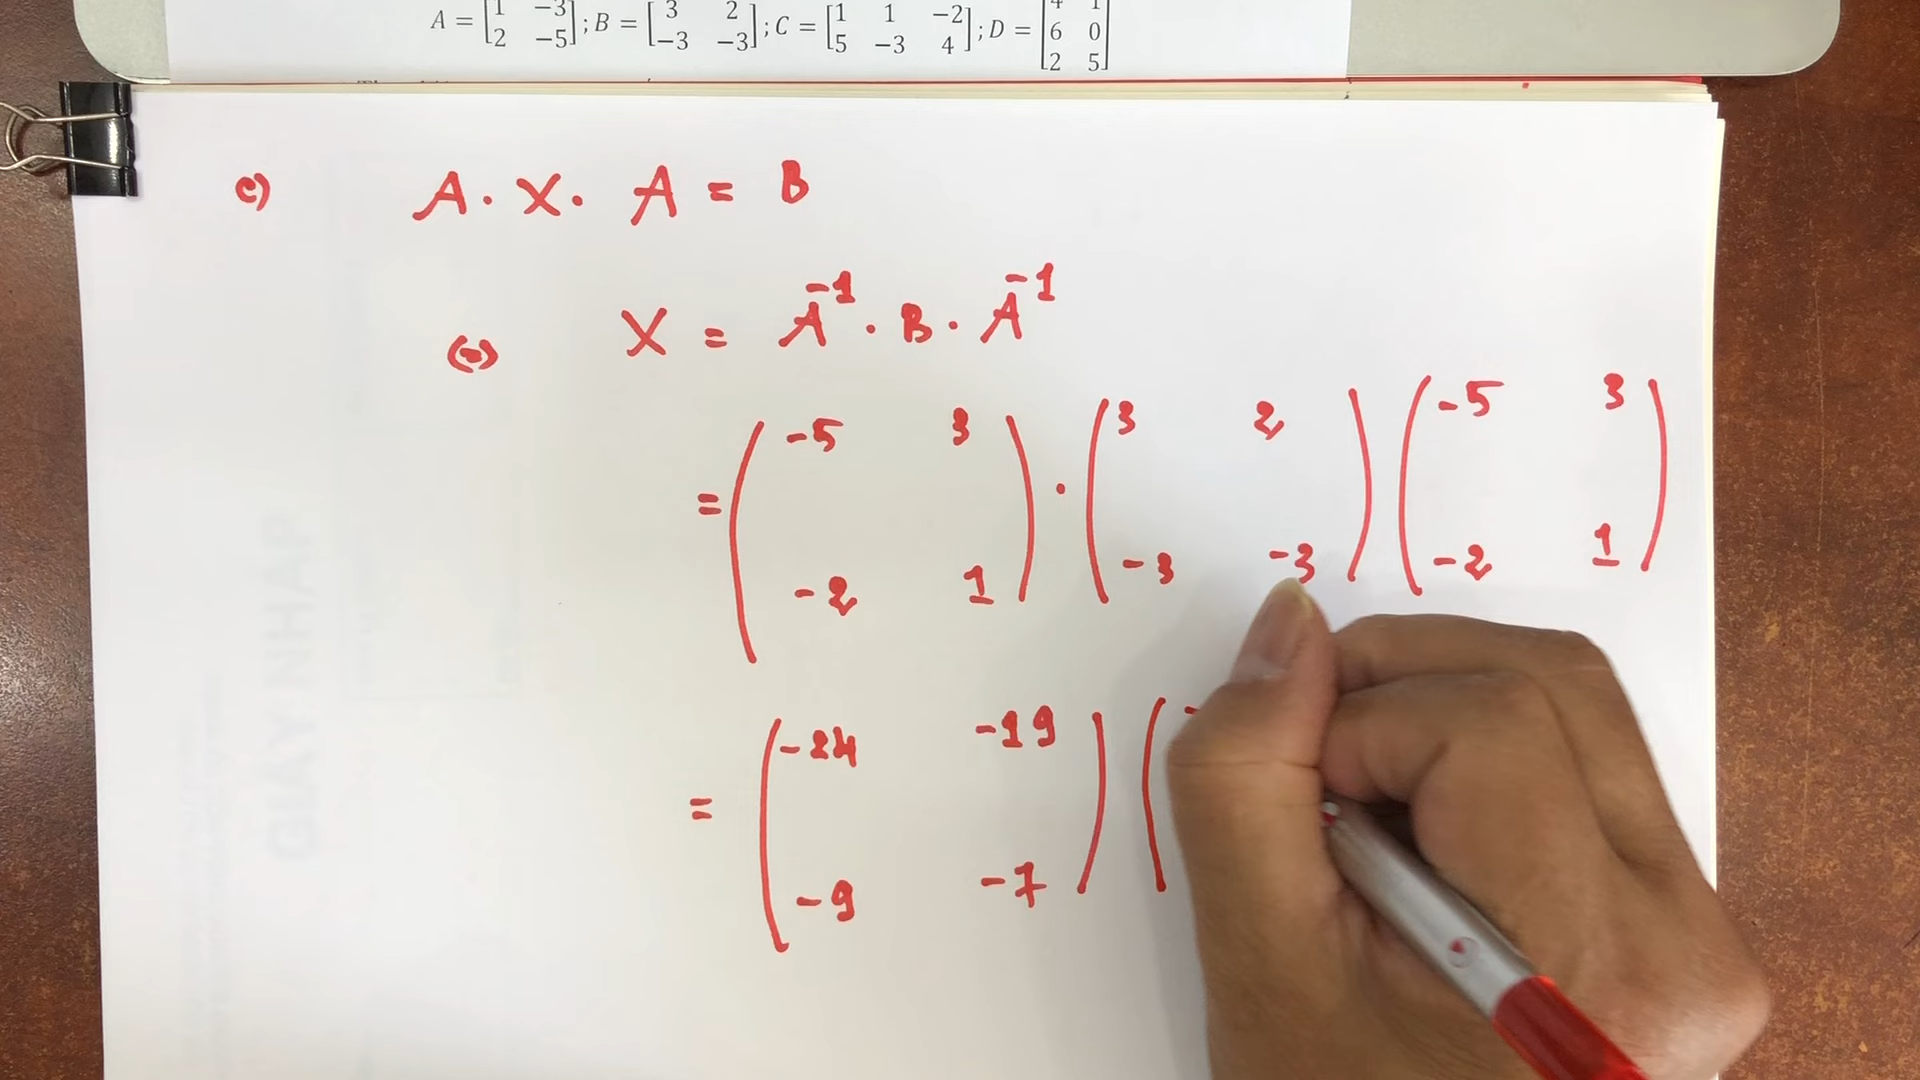 A = [1 −3; 2 −5]; B = [3 2; −3 −3]; C = [1 1 −2; 5 −3 4]; D = [4 1; 6 0; 2 5]
c) A . X . A = B
(=) X = A⁻¹ . B . A⁻¹
= (-5 3; -2 1) . (3 2; -3 -3) (-5 3; -2 1)
= (-24 -19; -9 -7) ( -
GIẤY NHÁP